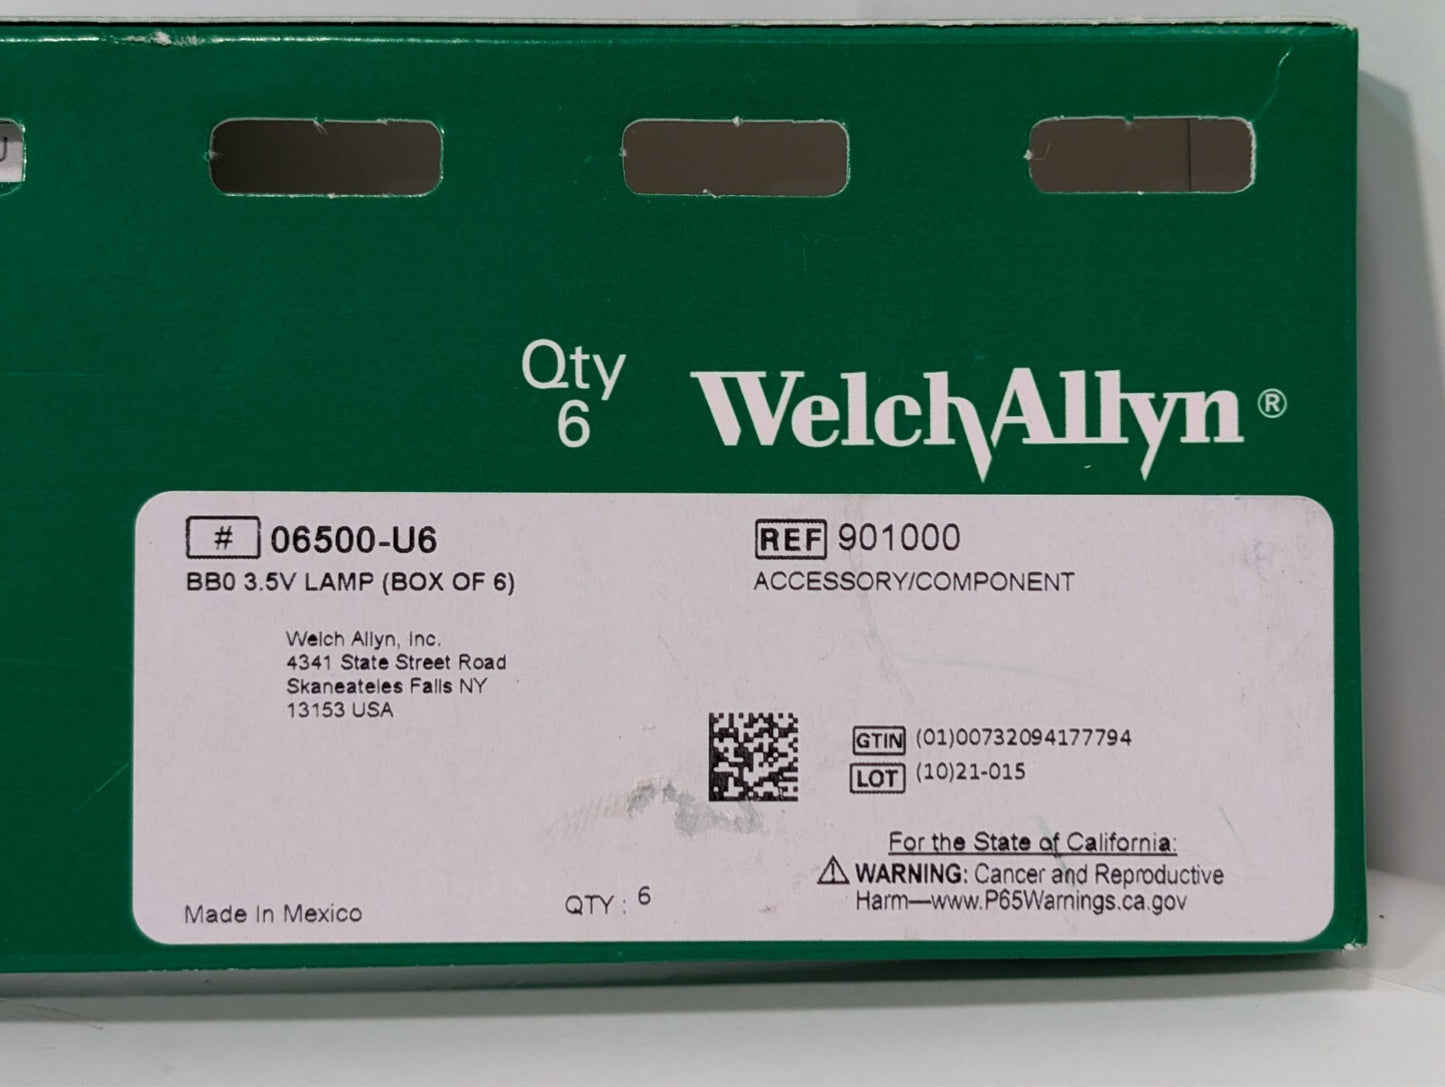 U
Qty
6
WelchAllyn®
# 06500-U6
BB0 3.5V LAMP (BOX OF 6)
REF 901000
ACCESSORY/COMPONENT
Welch Allyn, Inc.
4341 State Street Road
Skaneateles Falls NY
13153 USA
GTIN (01)00732094177794
LOT (10)21-015
For the State of California:
⚠ WARNING: Cancer and Reproductive
Harm—www.P65Warnings.ca.gov
QTY : 6
Made In Mexico